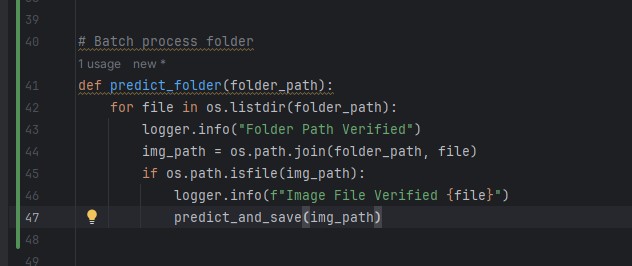 39
40 # Batch process folder
1 usage new *
41 def predict_folder(folder_path):
42     for file in os.listdir(folder_path):
43         logger.info("Folder Path Verified")
44         img_path = os.path.join(folder_path, file)
45         if os.path.isfile(img_path):
46             logger.info(f"Image File Verified {file}")
47             predict_and_save(img_path)
48
49